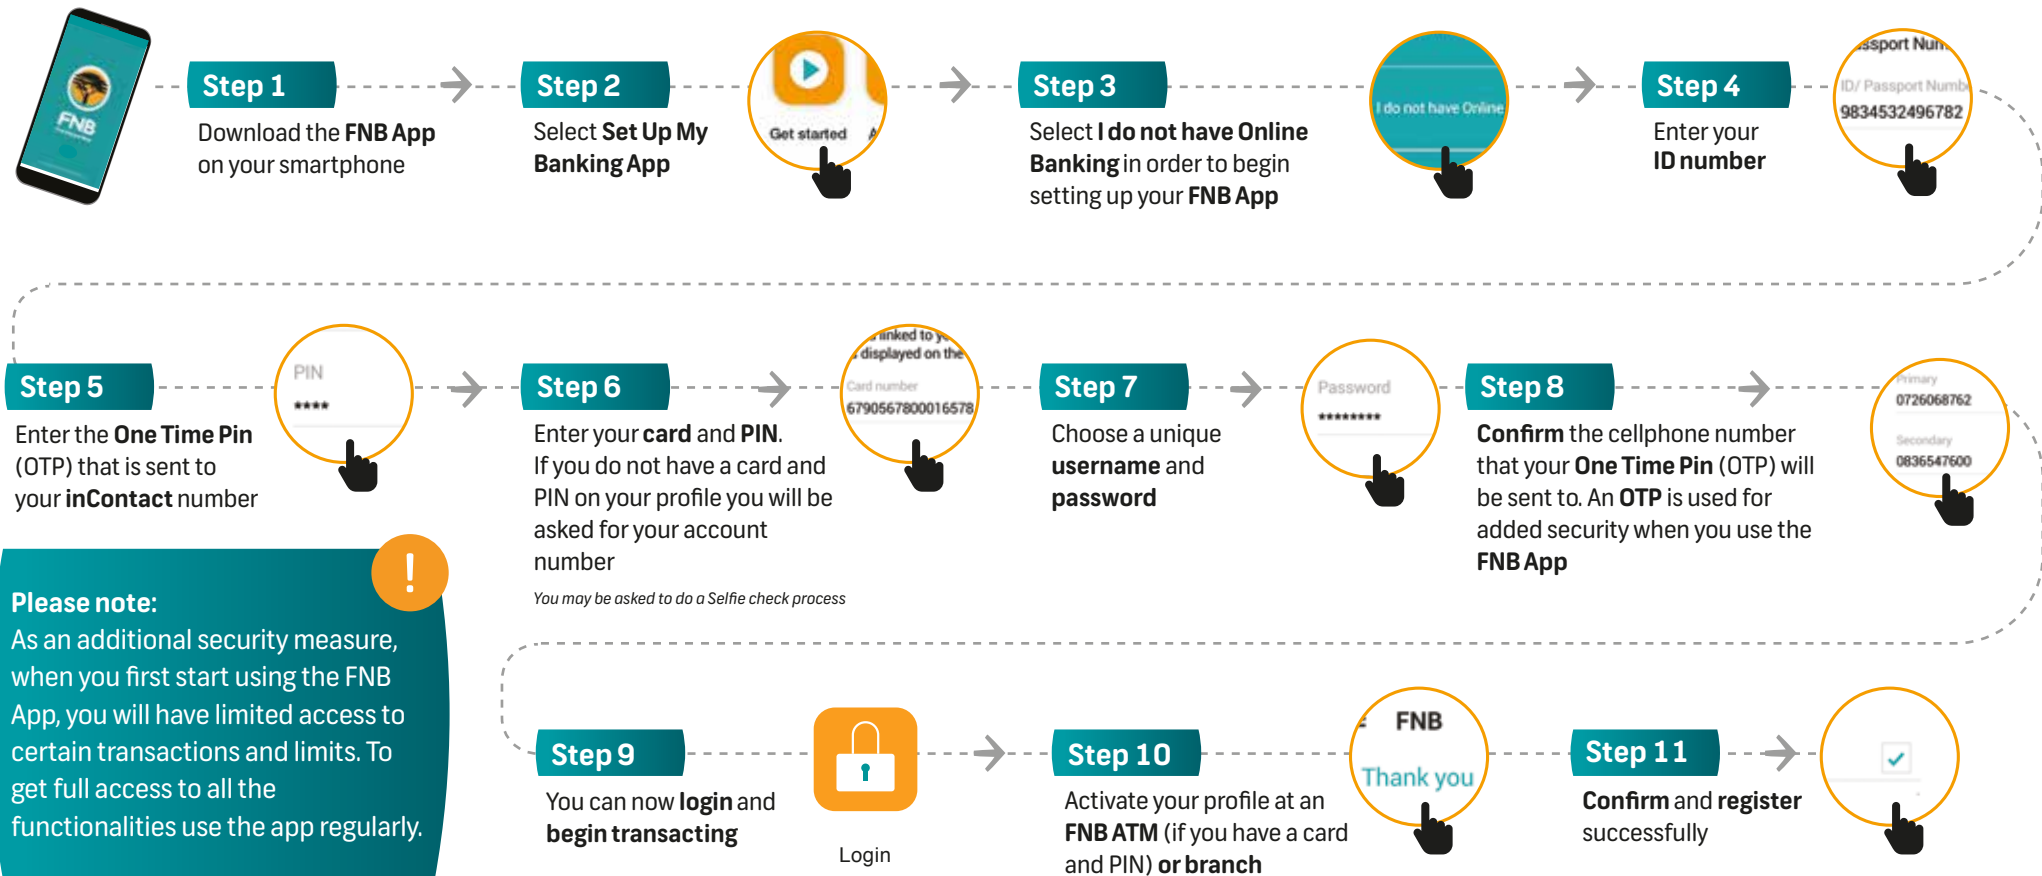 FNB
Step 1
Download the FNB App
on your smartphone
Step 2
Select Set Up My
Banking App
Get started
A
Step 3
Select I do not have Online
Banking in order to begin
setting up your FNB App
I do not have Online
Step 4
Enter your
ID number
ssport Num
ID/ Passport Numb
9834532496782
Step 5
Enter the One Time Pin
(OTP) that is sent to
your inContact number
PIN
****
Step 6
Enter your card and PIN.
If you do not have a card and
PIN on your profile you will be
asked for your account
number
You may be asked to do a Selfie check process
linked to y
displayed on the
Card number
6790567800016578
Step 7
Choose a unique
username and
password
Password
********
Step 8
Confirm the cellphone number
that your One Time Pin (OTP) will
be sent to. An OTP is used for
added security when you use the
FNB App
Primary
0726068762
Secondary
0836547600
!
Please note:
As an additional security measure,
when you first start using the FNB
App, you will have limited access to
certain transactions and limits. To
get full access to all the
functionalities use the app regularly.
Step 9
You can now login and
begin transacting
Login
Step 10
Activate your profile at an
FNB ATM (if you have a card
and PIN) or branch
FNB
Thank you
Step 11
Confirm and register
successfully